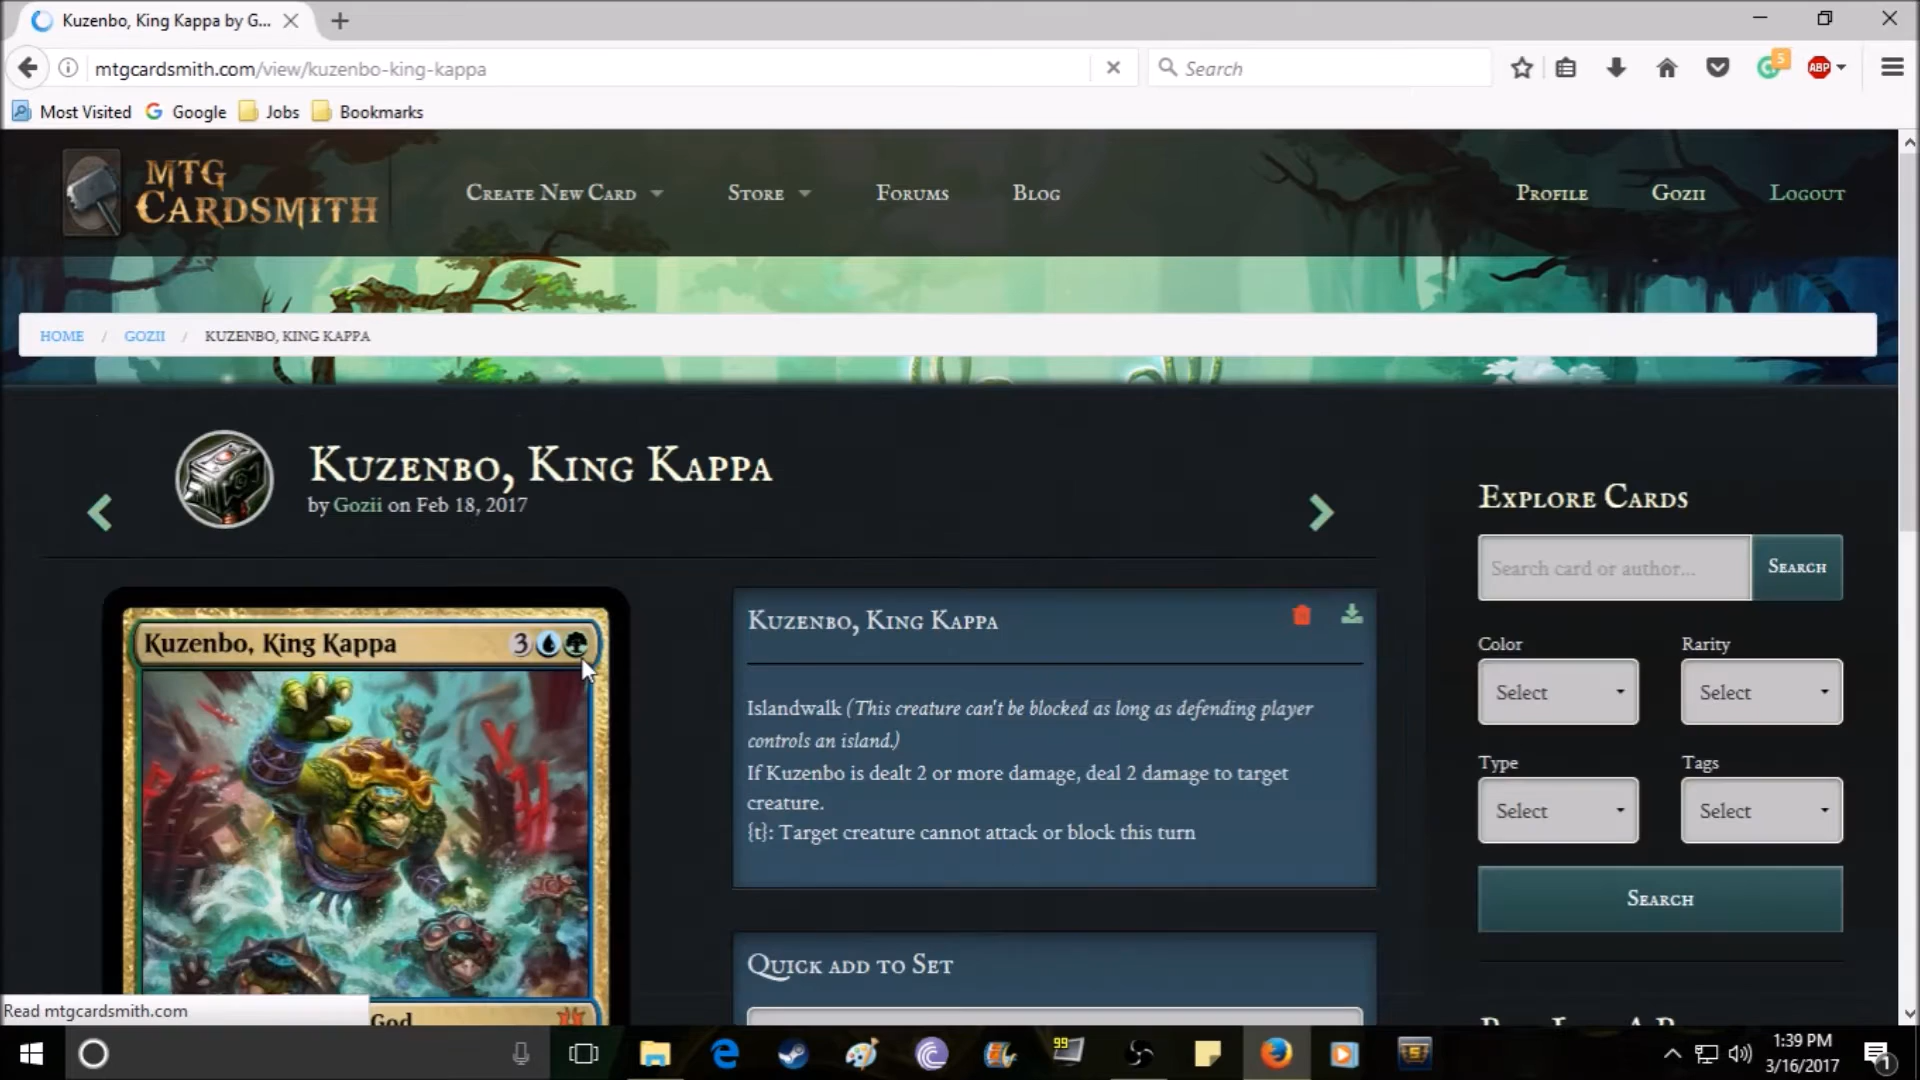 Kuzenbo, King Kappa by G...
mtgcardsmith.com/view/kuzenbo-king-kappa
Search
5
ABP
Most Visited Google Jobs Bookmarks
MTG CARDSMITH
Create New Card Store Forums Blog Profile Gozii Logout
HOME / GOZII / KUZENBO, KING KAPPA
Kuzenbo, King Kappa
by Gozii on Feb 18, 2017
Kuzenbo, King Kappa 3
God
Kuzenbo, King Kappa
Islandwalk (This creature can't be blocked as long as defending player
controls an island.)
If Kuzenbo is dealt 2 or more damage, deal 2 damage to target
creature.
{t}: Target creature cannot attack or block this turn
Quick add to Set
Explore Cards
Search card or author... Search
Color Rarity
Select Select
Type Tags
Select Select
Search
Read mtgcardsmith.com
99
1:39 PM
3/16/2017
1